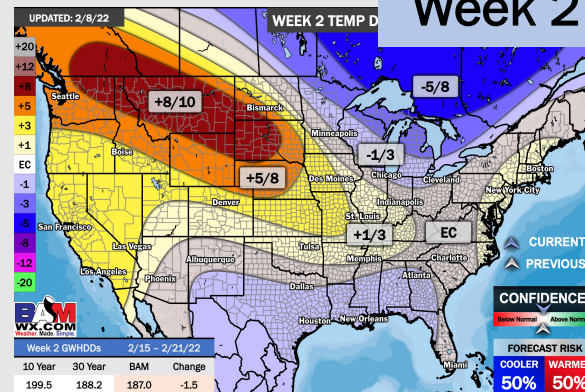 Week 2
UPDATED: 2/8/22
WEEK 2 TEMP D
+20
+12
+8
+5
+3
+1
EC
-1
-3
-5
-8
-12
-20
Seattle
+8/10
Bismarck
-5/8
Minneapolis
Boise
-1/3
Boston
+5/8
Des Moines
Chicago
Cleveland
New York City
Denver
Indianapolis
San Francisco
St. Louis
Las Vegas
+1/3
EC
Tulsa
Albuquerque
Memphis
Charlotte
Los Angeles
Phoenix
Atlanta
Dallas
Houston
New Orleans
Miami
CURRENT
PREVIOUS
CONFIDENCE
Below Normal
Above Norm
FORECAST RISK
COOLER
WARME
50%
50%
BAM
WX.COM
Weather. Made. Simple.
Week 2 GWHDDs 2/15 – 2/21/22
10 Year 30 Year BAM Change
199.5 188.2 187.0 -1.5